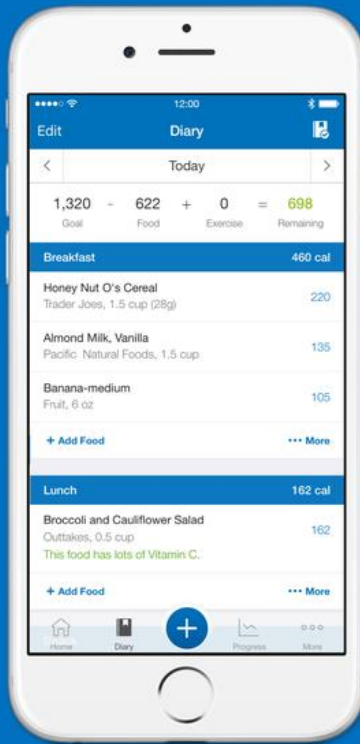 12:00
Edit
Diary
Today
1,320 - 622 + 0 = 698
Goal Food Exercise Remaining
Breakfast 460 cal
Honey Nut O's Cereal 220
Trader Joes, 1.5 cup (28g)
Almond Milk, Vanilla 135
Pacific Natural Foods, 1.5 cup
Banana-medium 105
Fruit, 6 oz
+ Add Food ••• More
Lunch 162 cal
Broccoli and Cauliflower Salad 162
Outtakes, 0.5 cup
This food has lots of Vitamin C.
+ Add Food ••• More
Home Diary Progress More